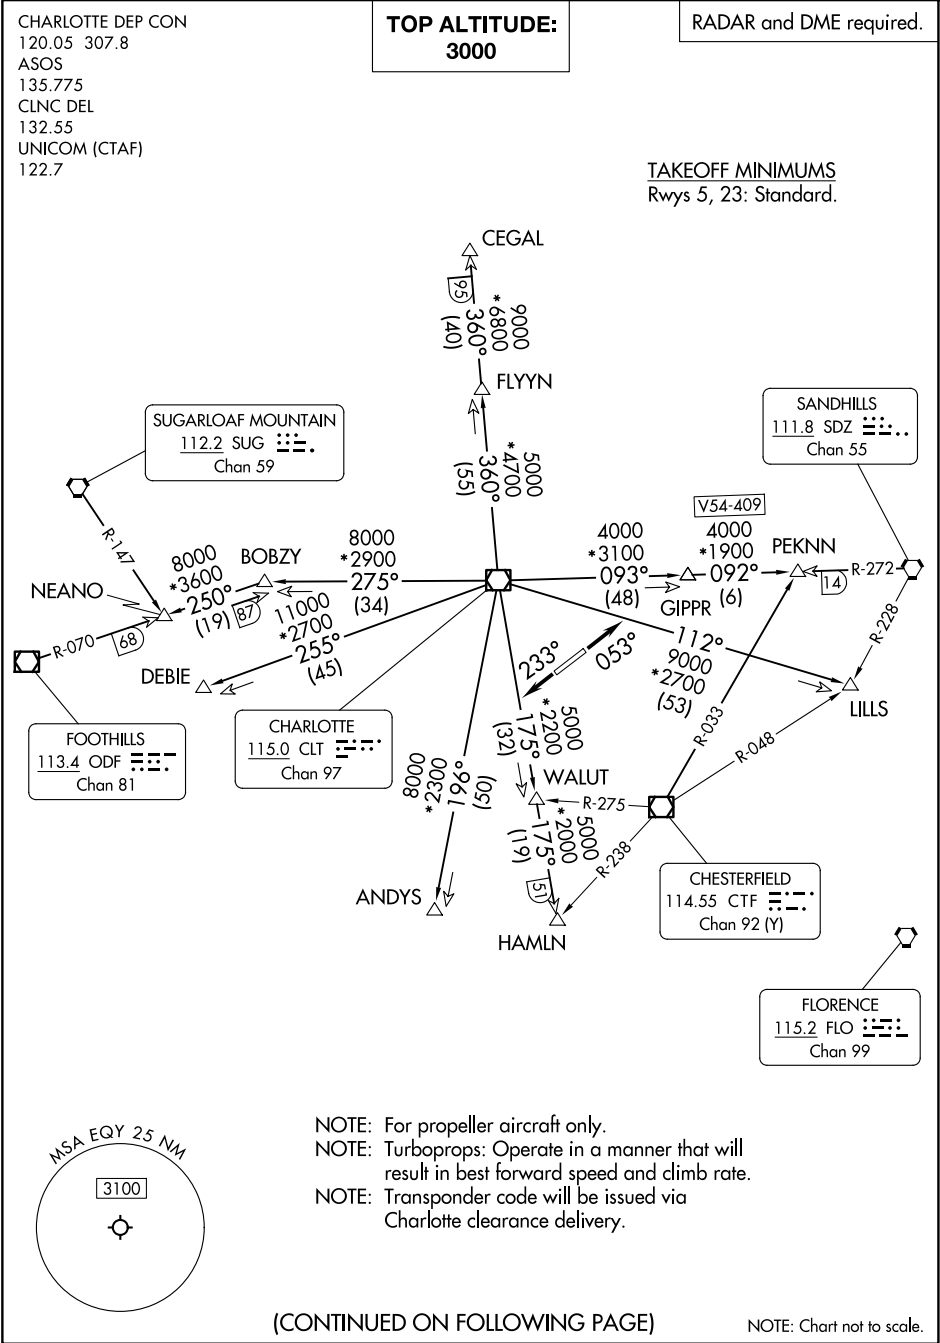 CHARLOTTE DEP CON
120.05 307.8
ASOS
135.775
CLNC DEL
132.55
UNICOM (CTAF)
122.7
TOP ALTITUDE:
3000
RADAR and DME required.
TAKEOFF MINIMUMS
Rwys 5, 23: Standard.
CEGAL
95
360°
(40)
9000
*6800
FLYYN
360°
(55)
5000
*4700
SUGARLOAF MOUNTAIN
112.2 SUG
Chan 59
R-147
SANDHILLS
111.8 SDZ
Chan 55
V54-409
NEANO
8000
*3600
250°
(19)
87
BOBZY
8000
*2900
275°
(34)
4000
*3100
093°
(48)
GIPPR
4000
*1900
092°
(6)
PEKNN
14
R-272
R-228
R-070
68
DEBIE
11000
*2700
255°
(45)
233°
053°
112°
9000
*2700
(53)
LILLS
FOOTHILLS
113.4 ODF
Chan 81
CHARLOTTE
115.0 CLT
Chan 97
8000
*2300
196°
(50)
175°
(32)
5000
*2200
WALUT
R-275
R-033
R-048
R-238
175°
(19)
5000
*2000
51
ANDYS
HAMLN
CHESTERFIELD
114.55 CTF
Chan 92 (Y)
FLORENCE
115.2 FLO
Chan 99
MSA EQY 25 NM
3100
NOTE: For propeller aircraft only.
NOTE: Turboprops: Operate in a manner that will
result in best forward speed and climb rate.
NOTE: Transponder code will be issued via
Charlotte clearance delivery.
(CONTINUED ON FOLLOWING PAGE)
NOTE: Chart not to scale.